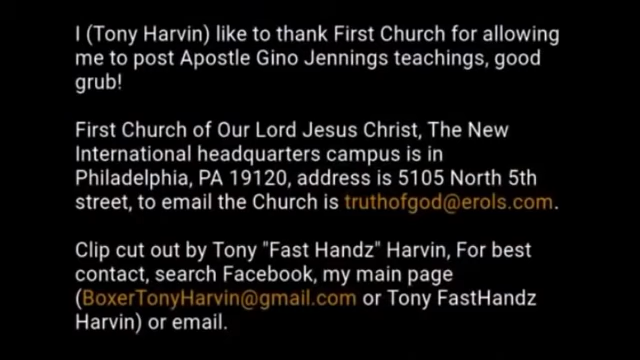 I (Tony Harvin) like to thank First Church for allowing
me to post Apostle Gino Jennings teachings, good
grub!
First Church of Our Lord Jesus Christ, The New
International headquarters campus is in
Philadelphia, PA 19120, address is 5105 North 5th
street, to email the Church is truthofgod@erols.com.
Clip cut out by Tony "Fast Handz" Harvin, For best
contact, search Facebook, my main page
(BoxerTonyHarvin@gmail.com or Tony FastHandz
Harvin) or email.